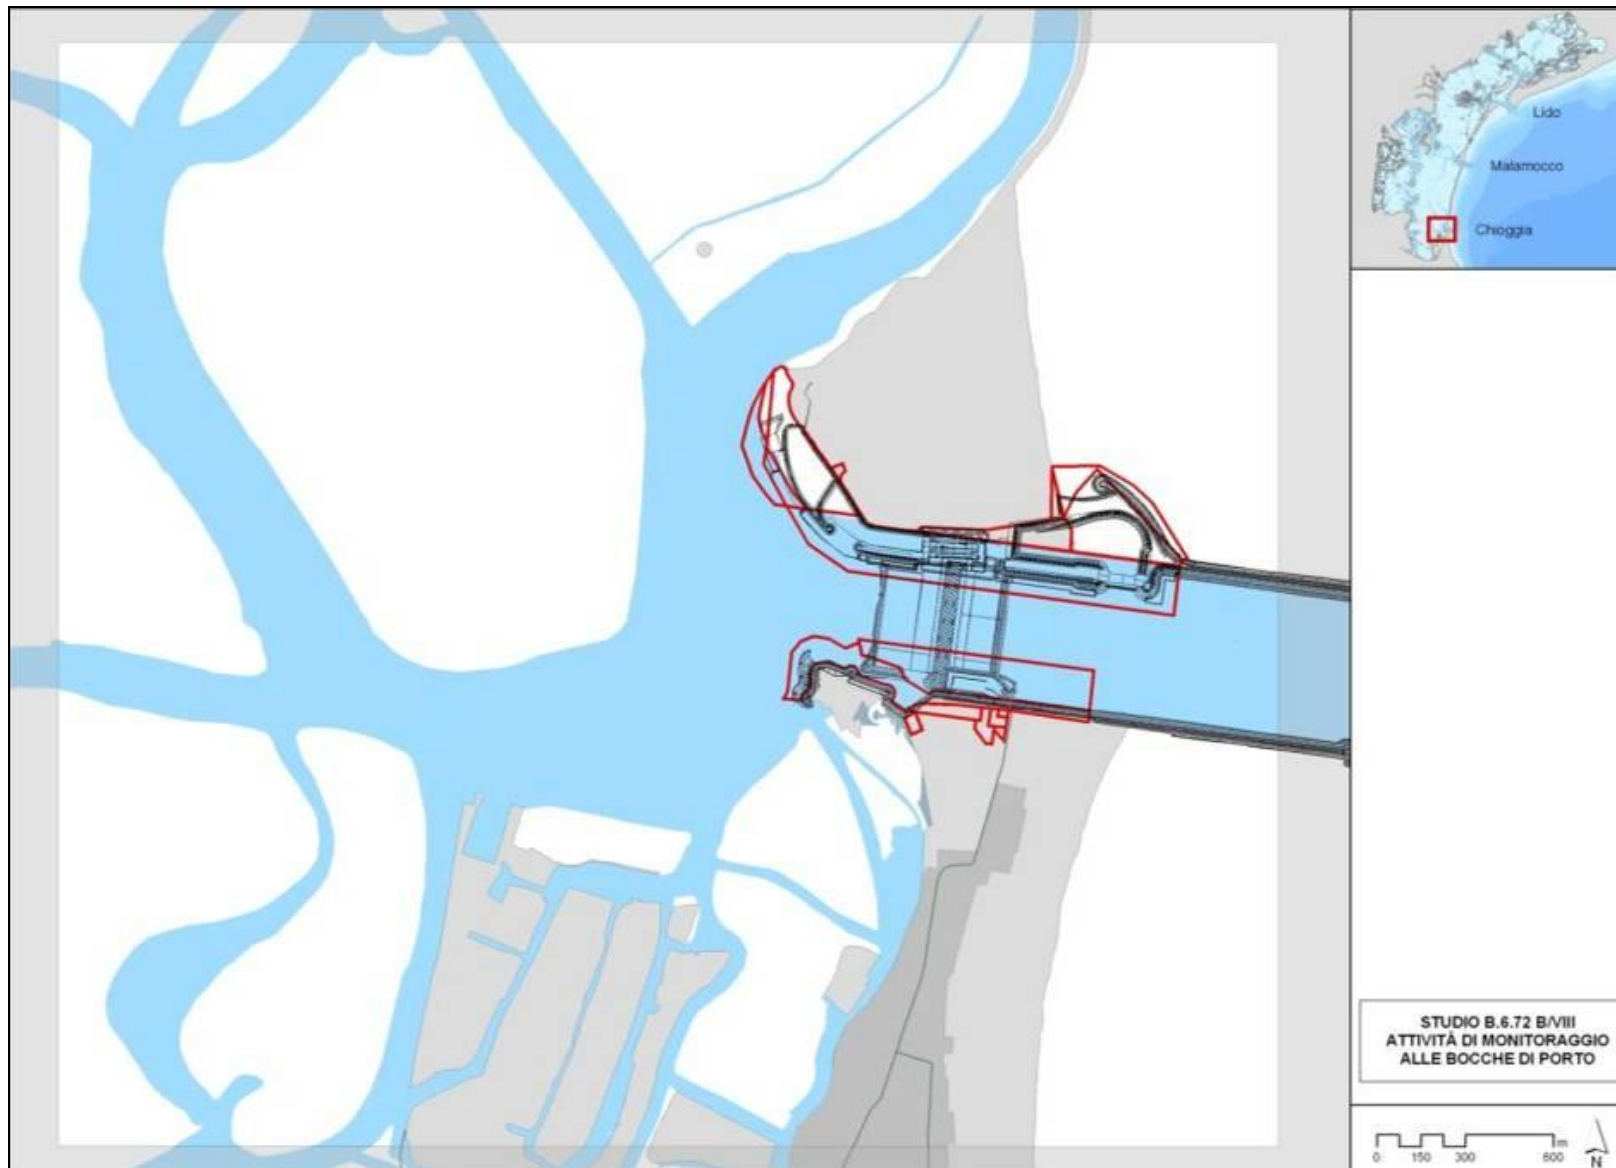 Lido
Malamocco
Chioggia
STUDIO B.6.72 B/VIII
ATTIVITÀ DI MONITORAGGIO
ALLE BOCCHE DI PORTO
m
0 150 300 600
N